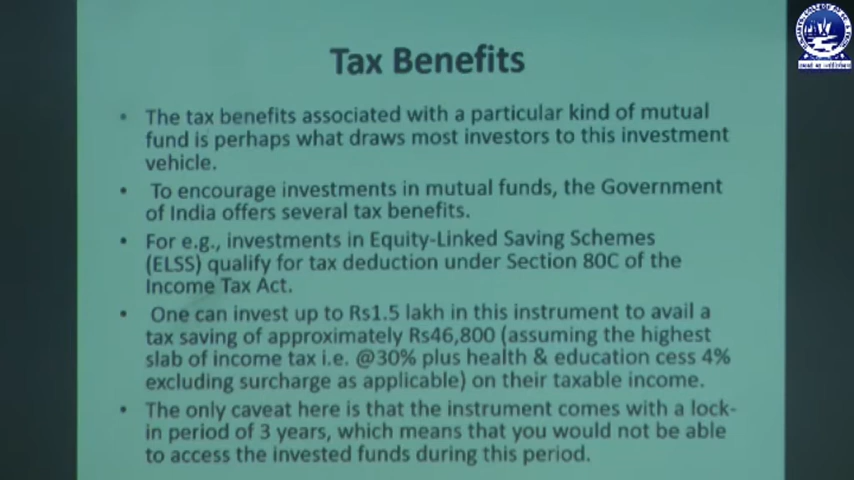 Tax Benefits
• The tax benefits associated with a particular kind of mutual
fund is perhaps what draws most investors to this investment
vehicle.
• To encourage investments in mutual funds, the Government
of India offers several tax benefits.
• For e.g., investments in Equity-Linked Saving Schemes
(ELSS) qualify for tax deduction under Section 80C of the
Income Tax Act.
• One can invest up to Rs1.5 lakh in this instrument to avail a
tax saving of approximately Rs46,800 (assuming the highest
slab of income tax i.e. @30% plus health & education cess 4%
excluding surcharge as applicable) on their taxable income.
• The only caveat here is that the instrument comes with a lock-
in period of 3 years, which means that you would not be able
to access the invested funds during this period.